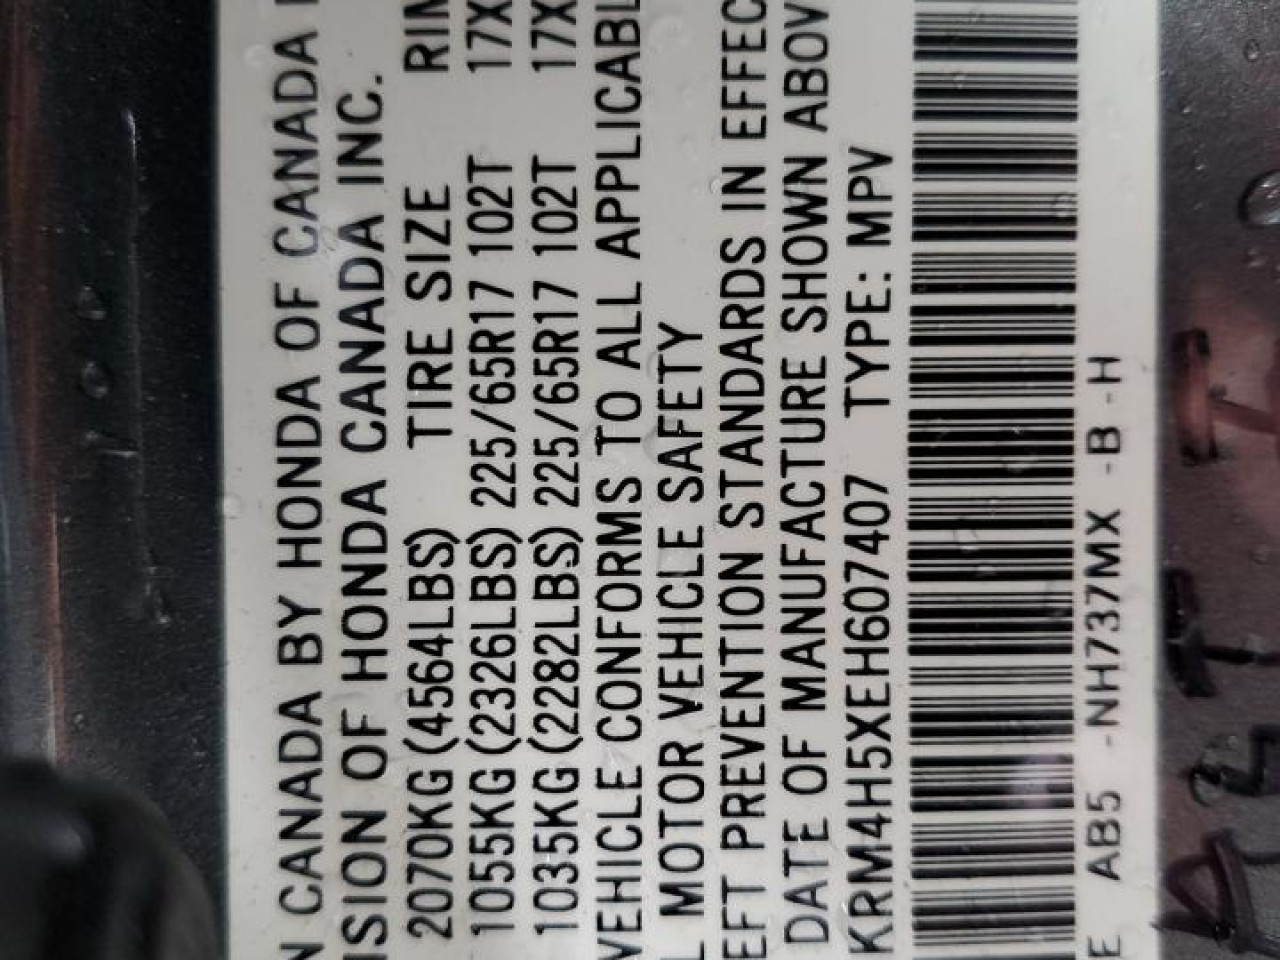 N CANADA BY HONDA OF CANADA
ISION OF HONDA CANADA INC.
2070KG (4564LBS) TIRE SIZE RIM
1055KG (2326LBS) 225/65R17 102T 17X
1035KG (2282LBS) 225/65R17 102T 17X
VEHICLE CONFORMS TO ALL APPLICABL
L MOTOR VEHICLE SAFETY
EFT PREVENTION STANDARDS IN EFFEC
DATE OF MANUFACTURE SHOWN ABOV
KRM4H5XEH607407 TYPE: MPV
E AB5 -NH737MX -B -H